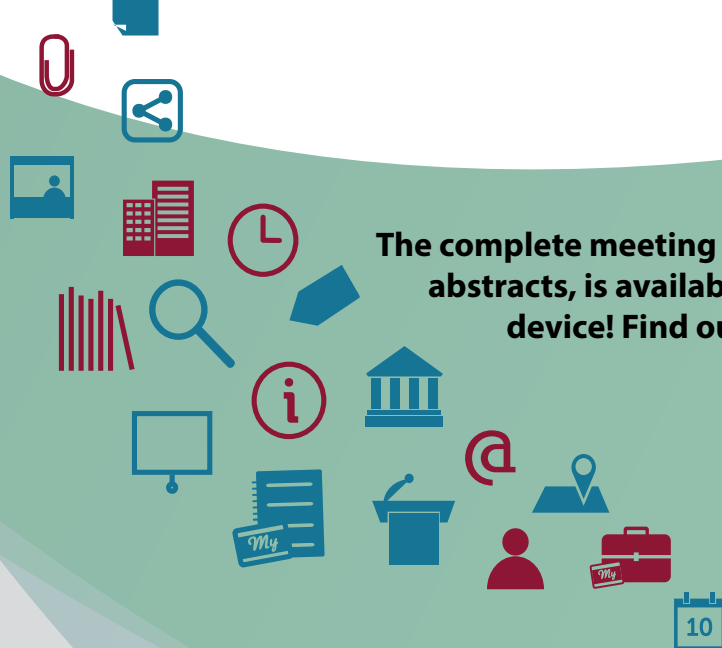 The complete meeting
abstracts, is availab
device! Find ou
i
@
My
My
10